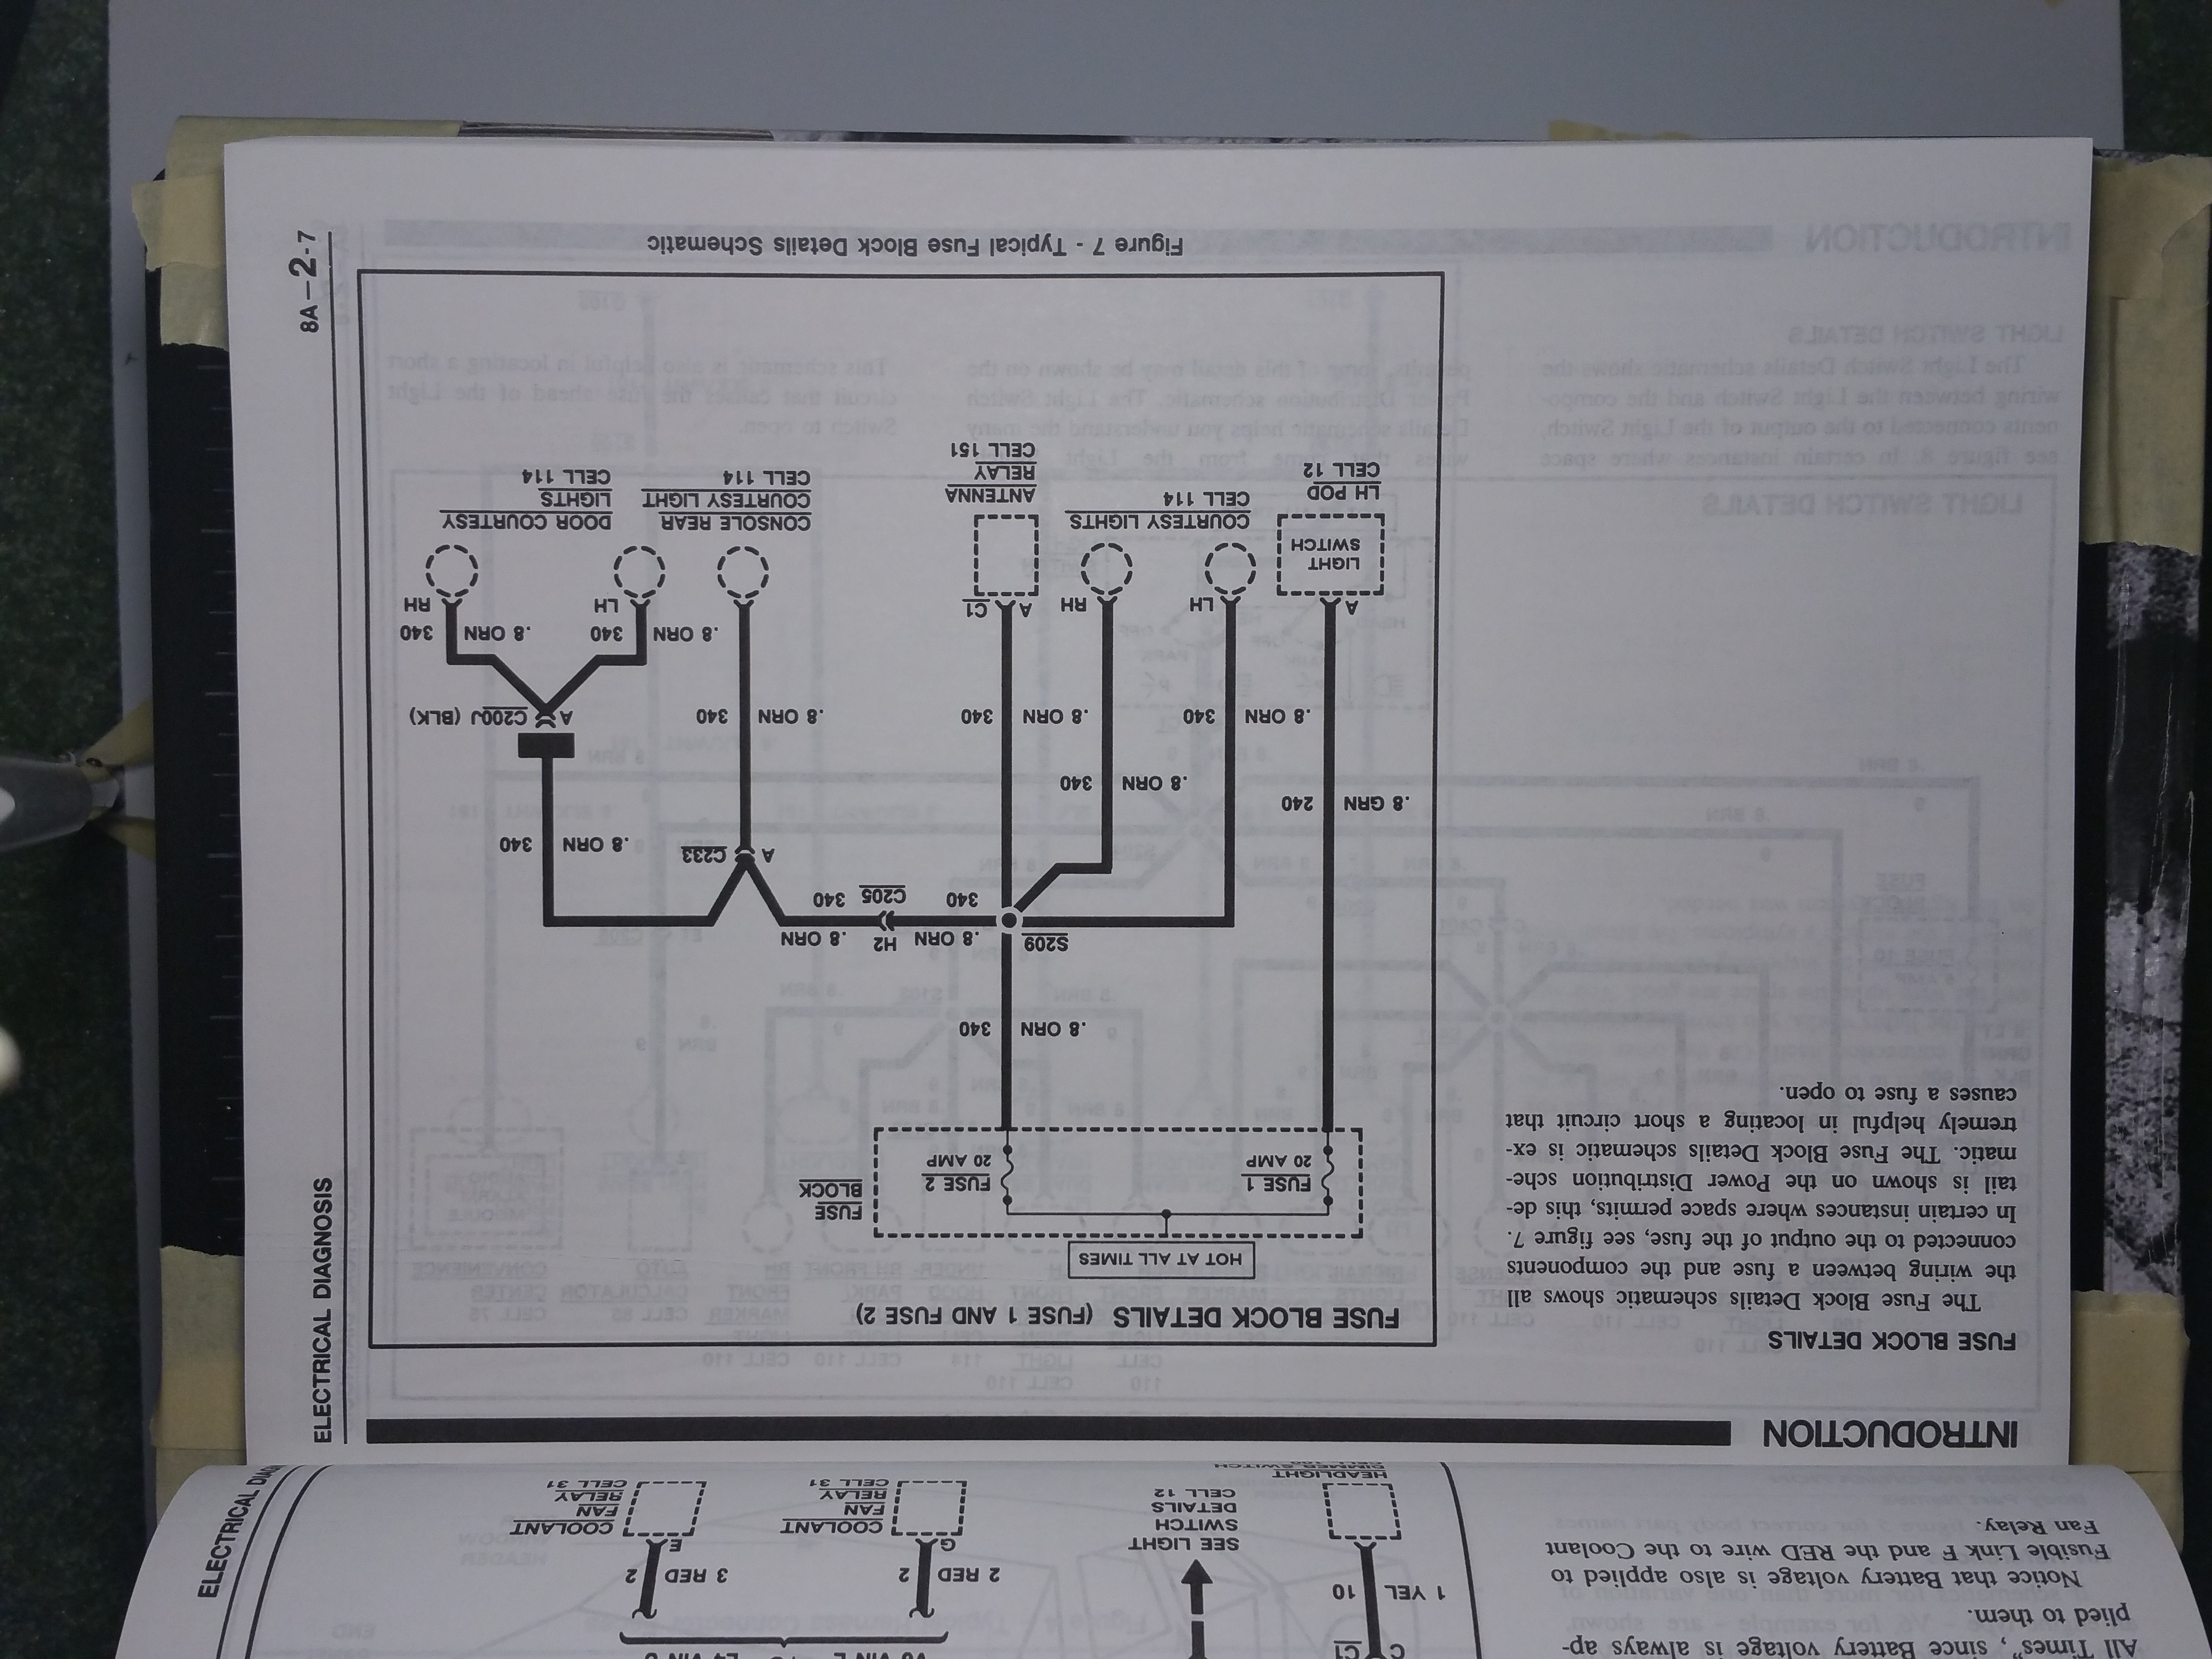 All Times", since Battery voltage is always ap-
plied to them.
Notice that Battery voltage is also applied to
Fusible Link F and the RED wire to the Coolant
Fan Relay.
C
C1
1 YEL
10
HEADLIGHT
SEE LIGHT
SWITCH
DETAILS
CELL 12
2 RED
2
G
COOLANT
FAN
RELAY
CELL 31
3 RED
2
E
COOLANT
FAN
RELAY
CELL 31
INTRODUCTION
ELECTRICAL DIAGNOSIS
8A—2-7
FUSE BLOCK DETAILS
The Fuse Block Details schematic shows all
the wiring between a fuse and the components
connected to the output of the fuse, see figure 7.
In certain instances where space permits, this de-
tail is shown on the Power Distribution sche-
matic. The Fuse Block Details schematic is ex-
tremely helpful in locating a short circuit that
causes a fuse to open.
FUSE BLOCK DETAILS (FUSE 1 AND FUSE 2)
HOT AT ALL TIMES
FUSE 1
20 AMP
FUSE 2
20 AMP
FUSE
BLOCK
.8 ORN
340
S209
.8 ORN
340
H2
C205
.8 ORN
340
.8 GRN
240
.8 ORN
340
.8 ORN
340
.8 ORN
340
A
C233
.8 ORN
340
.8 ORN
340
A
C200J (BLK)
.8 ORN
340
.8 ORN
340
A
LH
RH
A
C1
LH
RH
LIGHT
SWITCH
LH POD
CELL 12
COURTESY LIGHTS
CELL 114
ANTENNA
RELAY
CELL 151
CONSOLE REAR
COURTESY LIGHT
CELL 114
DOOR COURTESY
LIGHTS
CELL 114
Figure 7 - Typical Fuse Block Details Schematic